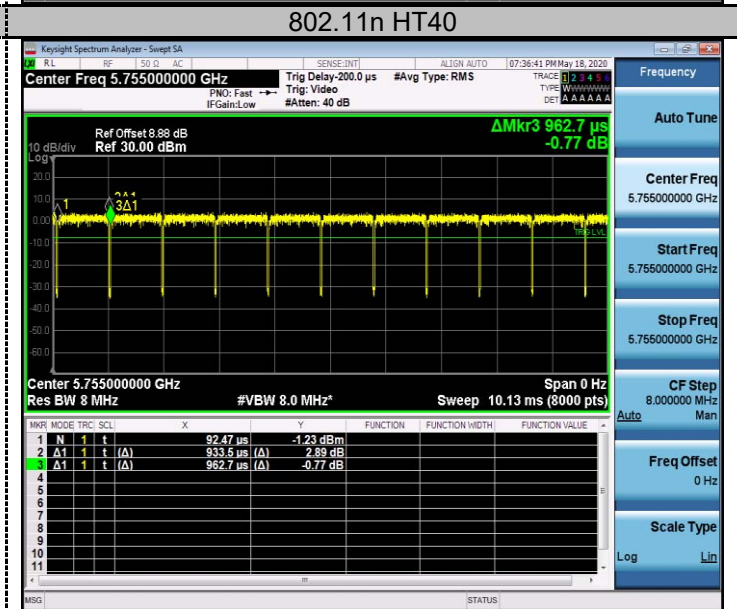 802.11n HT40
Keysight Spectrum Analyzer - Swept SA
RL RF 50 Ω AC SENSE:INT ALIGN AUTO 07:36:41 PM May 18, 2020
Center Freq 5.755000000 GHz
PNO: Fast
IFGain:Low
Trig Delay-200.0 µs
Trig: Video
#Atten: 40 dB
#Avg Type: RMS
TRACE 1 2 3 4 5 6
TYPE W
DET A A A A A A
Ref Offset 8.88 dB
10 dB/div Ref 30.00 dBm
Log
ΔMkr3 962.7 µs
-0.77 dB
20.0
10.0
0.00
-10.0
-20.0
-30.0
-40.0
-50.0
-60.0
1
3Δ1
TRIG LVL
Center 5.755000000 GHz Span 0 Hz
Res BW 8 MHz #VBW 8.0 MHz* Sweep 10.13 ms (8000 pts)
MKR MODE TRC SCL X Y FUNCTION FUNCTION WIDTH FUNCTION VALUE
1 N 1 t 92.47 µs -1.23 dBm
2 Δ1 1 t (Δ) 933.5 µs (Δ) 2.89 dB
3 Δ1 1 t (Δ) 962.7 µs (Δ) -0.77 dB
4
5
6
7
8
9
10
11
MSG STATUS
Frequency
Auto Tune
Center Freq
5.755000000 GHz
Start Freq
5.755000000 GHz
Stop Freq
5.755000000 GHz
CF Step
8.000000 MHz
Auto Man
Freq Offset
0 Hz
Scale Type
Log Lin